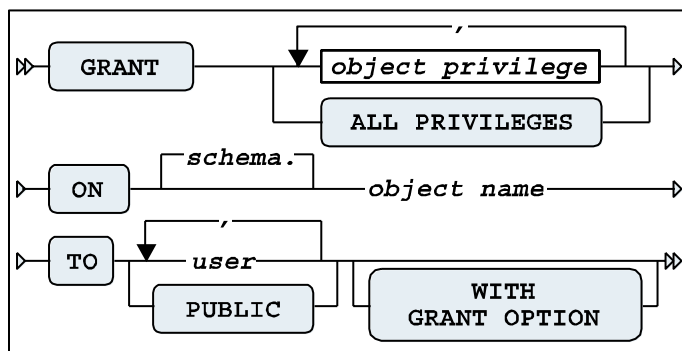 ,
GRANT
object privilege
ALL PRIVILEGES
schema.
ON
object name
,
TO
user
PUBLIC
WITH
GRANT OPTION